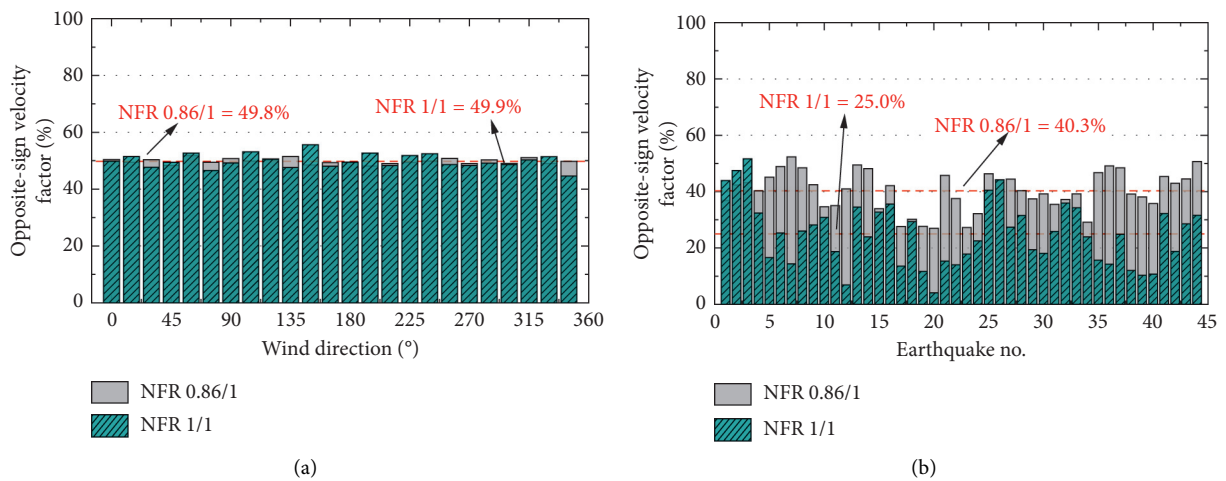 Opposite-sign velocity
factor (%)
100
80
60
40
20
0
NFR 0.86/1 = 49.8%
NFR 1/1 = 49.9%
0 45 90 135 180 225 270 315 360
Wind direction (°)
NFR 0.86/1
NFR 1/1
(a)
Opposite-sign velocity
factor (%)
100
80
60
40
20
0
NFR 1/1 = 25.0%
NFR 0.86/1 = 40.3%
0 5 10 15 20 25 30 35 40 45
Earthquake no.
NFR 0.86/1
NFR 1/1
(b)